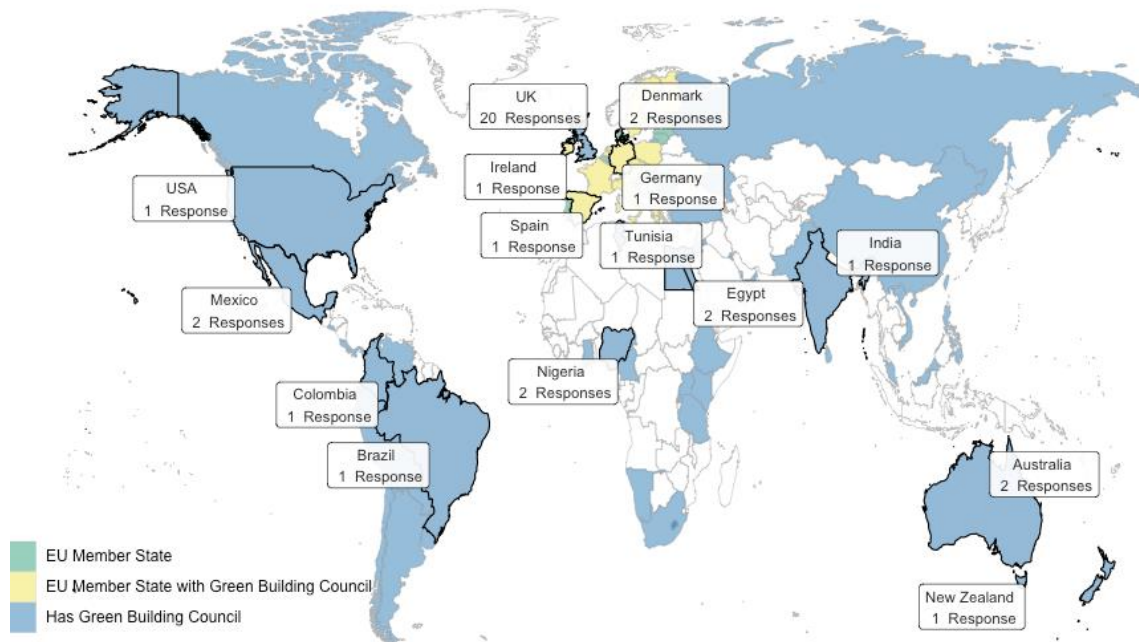 UK
20 Responses
Denmark
2 Responses
Ireland
1 Response
Germany
1 Response
USA
1 Response
Spain
1 Response
Tunisia
1 Response
India
1 Response
Mexico
2 Responses
Egypt
2 Responses
Nigeria
2 Responses
Colombia
1 Response
Brazil
1 Response
Australia
2 Responses
EU Member State
EU Member State with Green Building Council
Has Green Building Council
New Zealand
1 Response